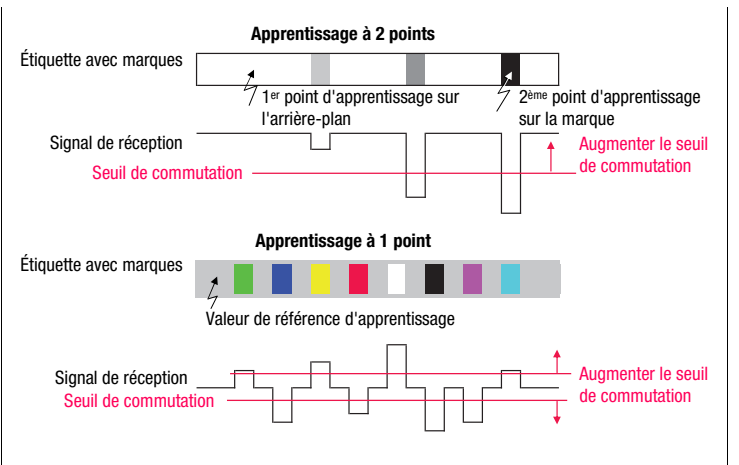 Apprentissage à 2 points
Étiquette avec marques
1er point d'apprentissage sur
l'arrière-plan
2ème point d'apprentissage
sur la marque
Signal de réception
Seuil de commutation
Augmenter le seuil
de commutation
Apprentissage à 1 point
Étiquette avec marques
Valeur de référence d'apprentissage
Signal de réception
Seuil de commutation
Augmenter le seuil
de commutation